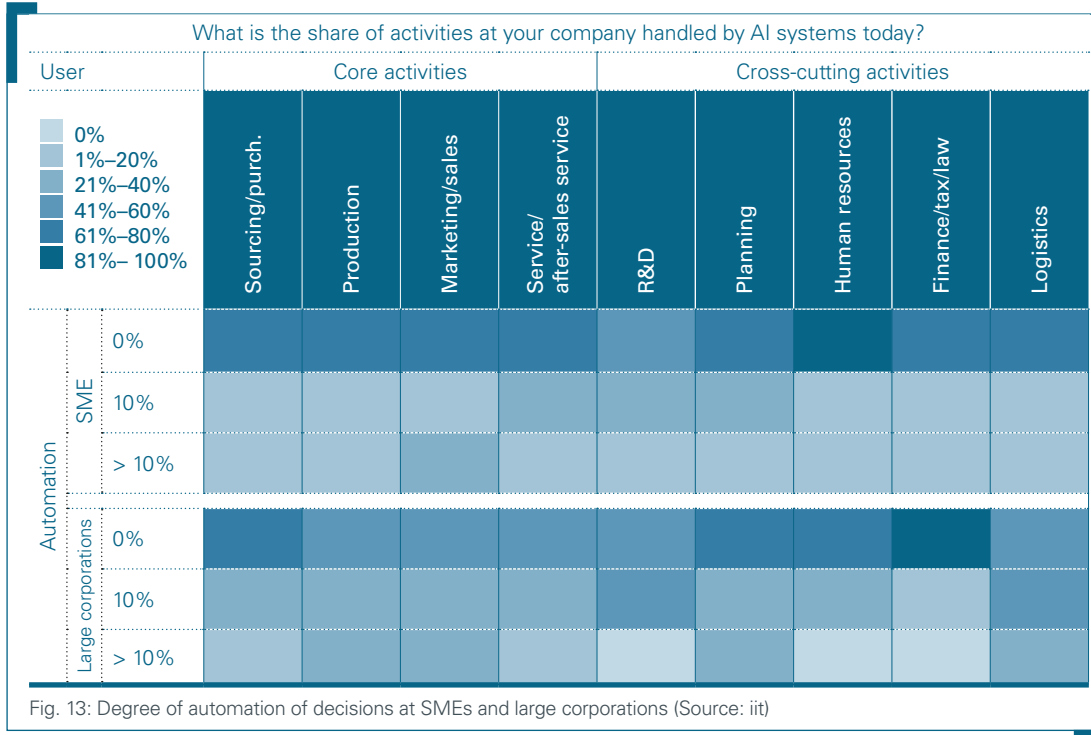 What is the share of activities at your company handled by AI systems today?
User
Core activities
Cross-cutting activities
0%
1%–20%
21%–40%
41%–60%
61%–80%
81%– 100%
Sourcing/purch.
Production
Marketing/sales
Service/
after-sales service
R&D
Planning
Human resources
Finance/tax/law
Logistics
Automation
SME
0%
10%
> 10%
Large corporations
0%
10%
> 10%
Fig. 13: Degree of automation of decisions at SMEs and large corporations (Source: iit)